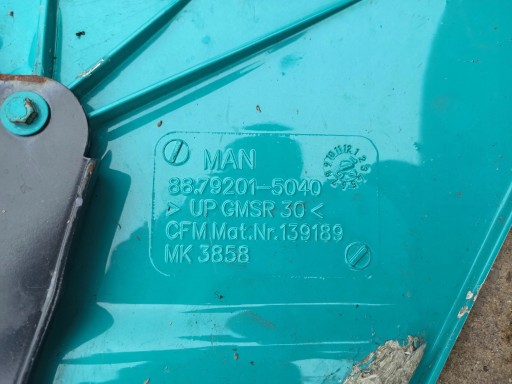 MAN
88.79201-5040
> UP GMSR 30 <
CFM Mat.Nr.139189
MK 3858